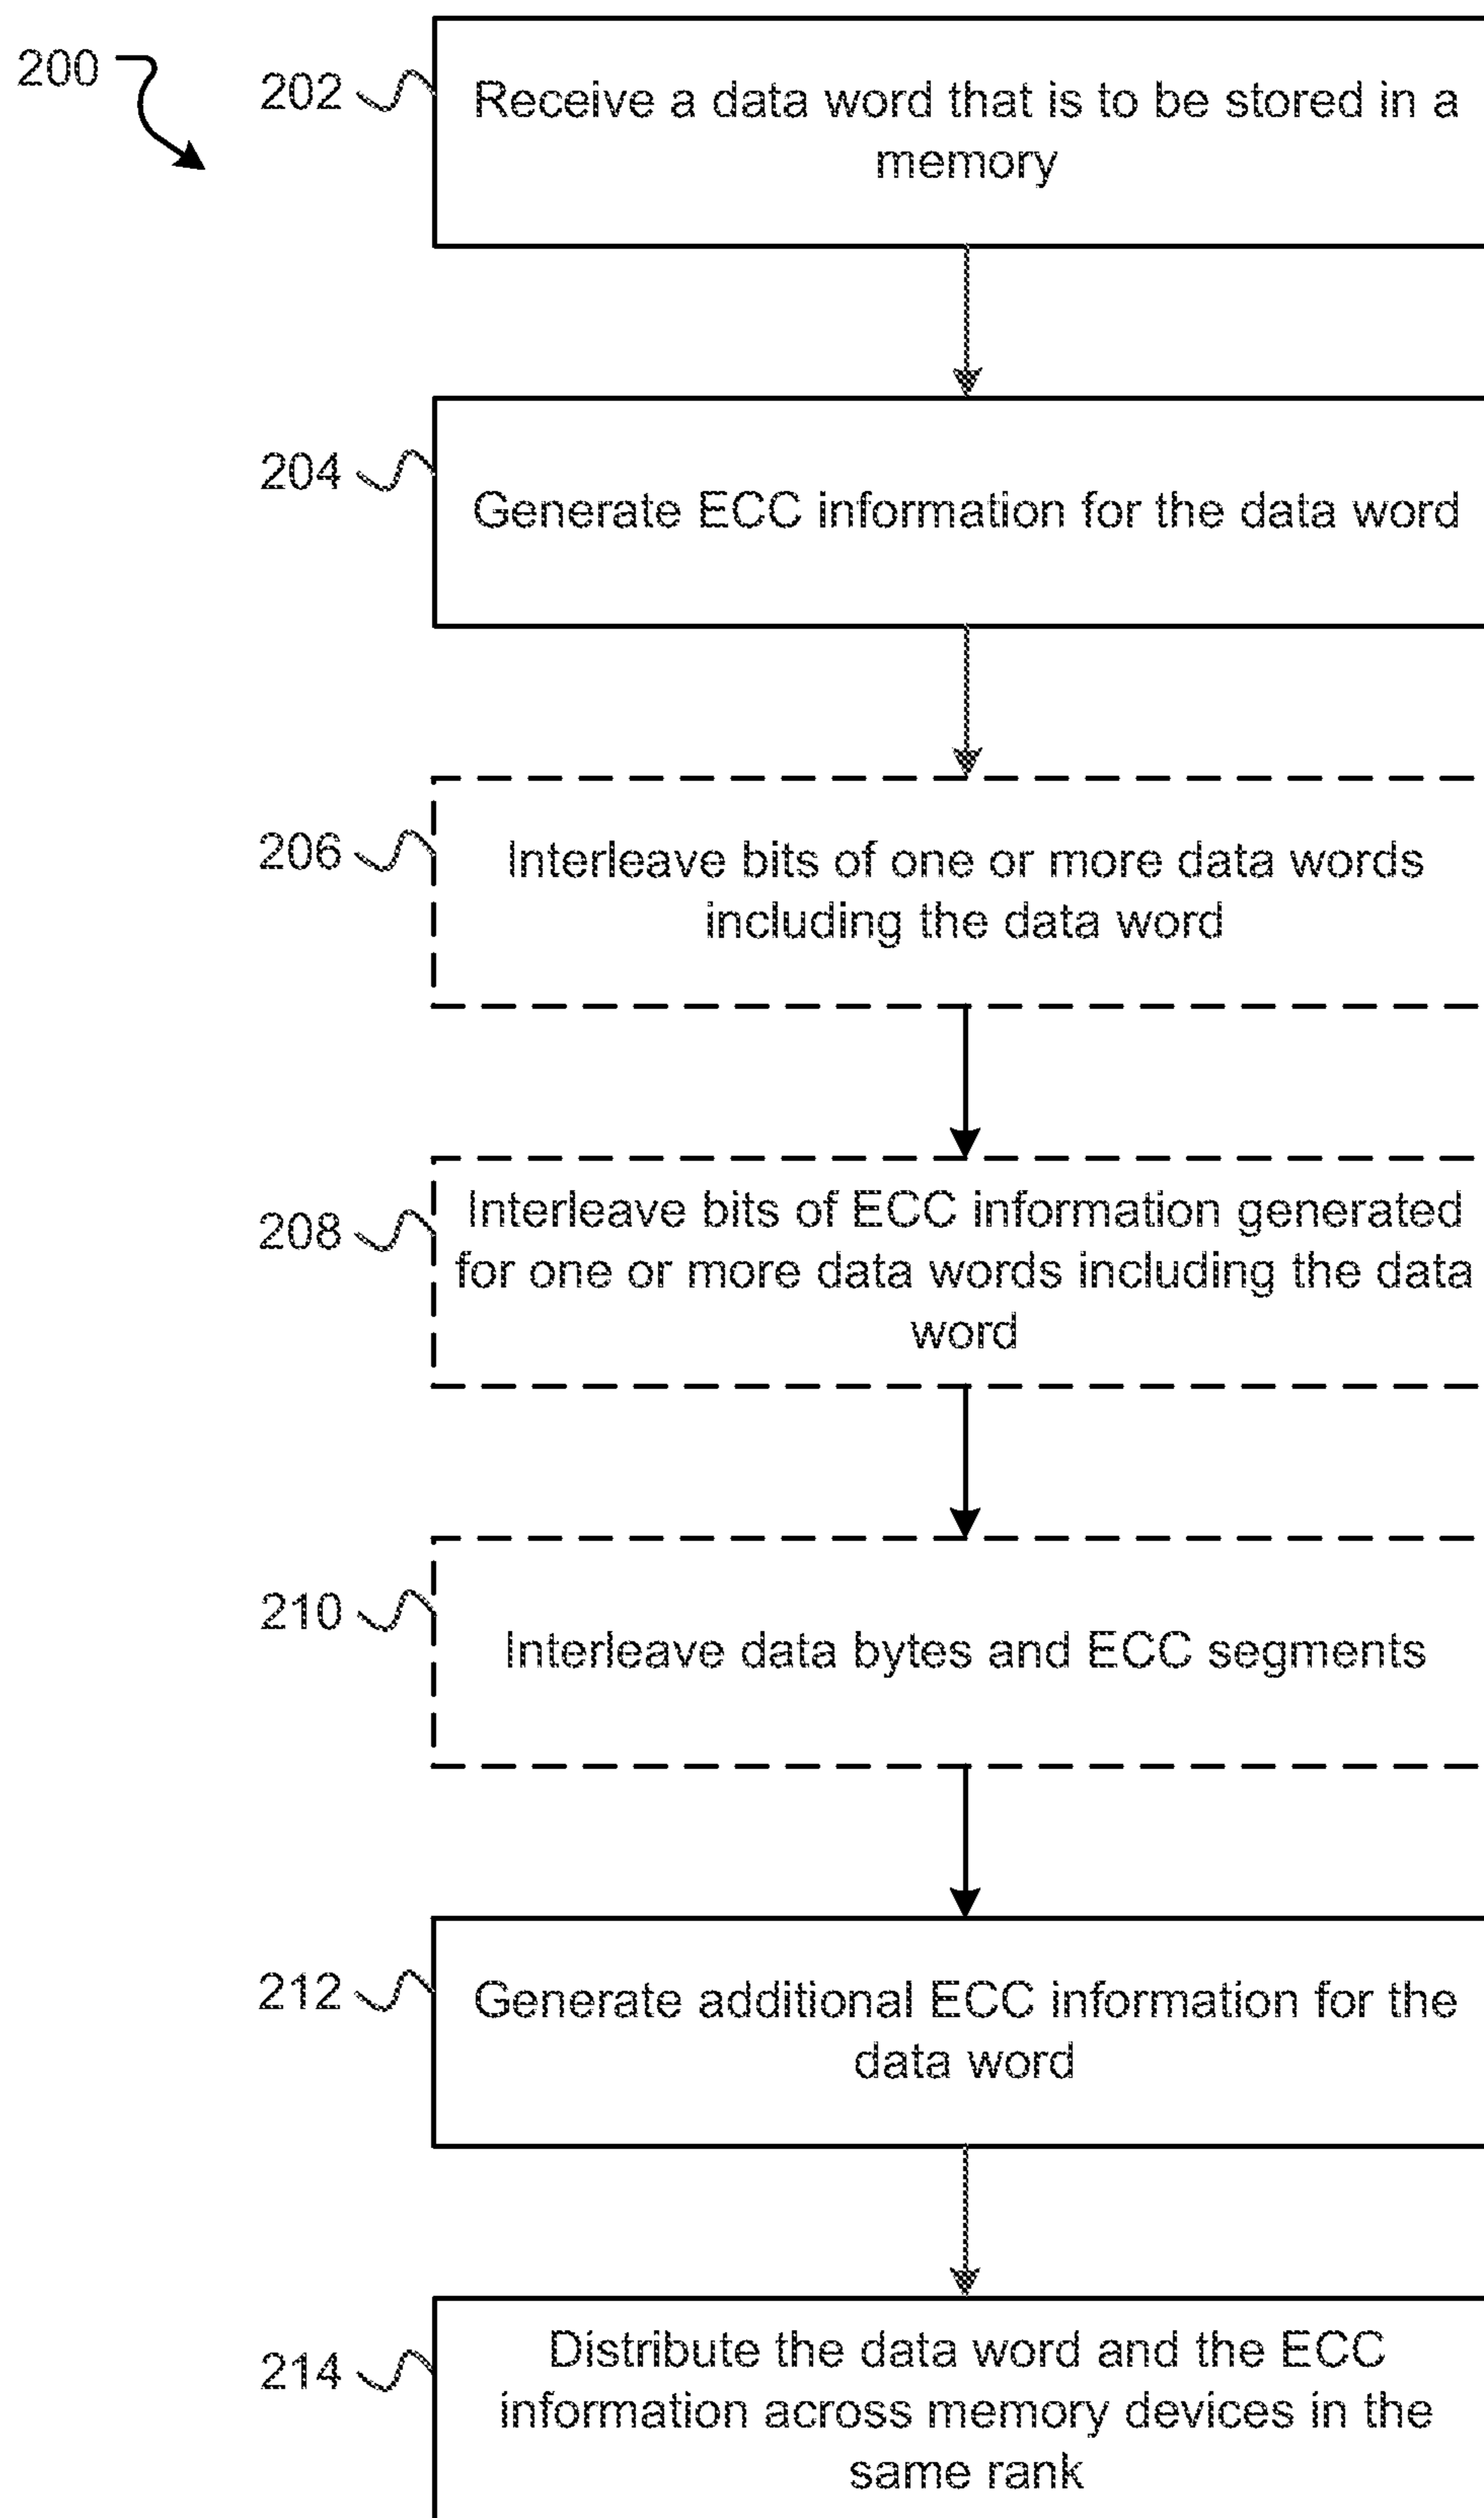 200
202
Receive a data word that is to be stored in a
memory
204
Generate ECC information for the data word
206
Interleave bits of one or more data words
including the data word
208
Interleave bits of ECC information generated
for one or more data words including the data
word
210
Interleave data bytes and ECC segments
212
Generate additional ECC information for the
data word
214
Distribute the data word and the ECC
information across memory devices in the
same rank